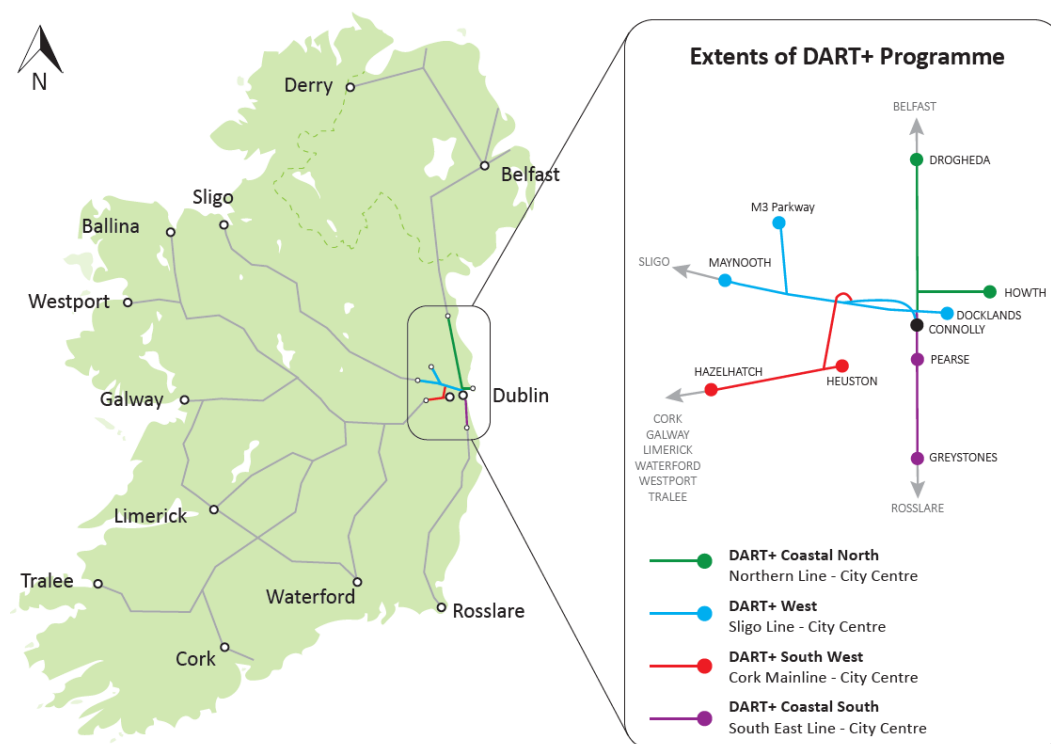 N
Derry
Belfast
Sligo
Ballina
Westport
Galway
Dublin
Limerick
Tralee
Waterford
Rosslare
Cork
Extents of DART+ Programme
BELFAST
DROGHEDA
M3 Parkway
SLIGO
MAYNOOTH
HOWTH
DOCKLANDS
CONNOLLY
PEARSE
HAZELHATCH
HEUSTON
CORK
GALWAY
LIMERICK
WATERFORD
WESTPORT
TRALEE
GREYSTONES
ROSSLARE
DART+ Coastal North
Northern Line - City Centre
DART+ West
Sligo Line - City Centre
DART+ South West
Cork Mainline - City Centre
DART+ Coastal South
South East Line - City Centre